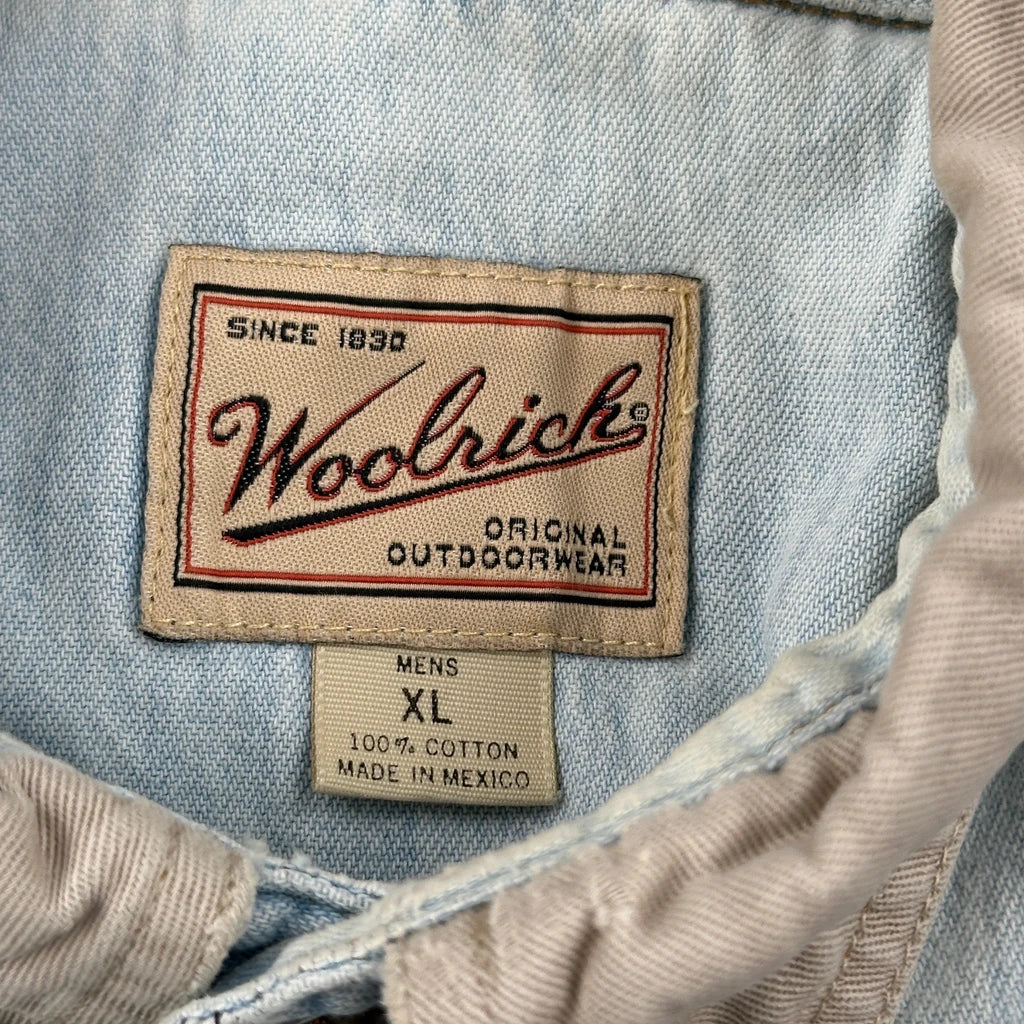 SINCE 1830
Woolrich®
ORIGINAL
OUTDOORWEAR
MENS
XL
100% COTTON
MADE IN MEXICO